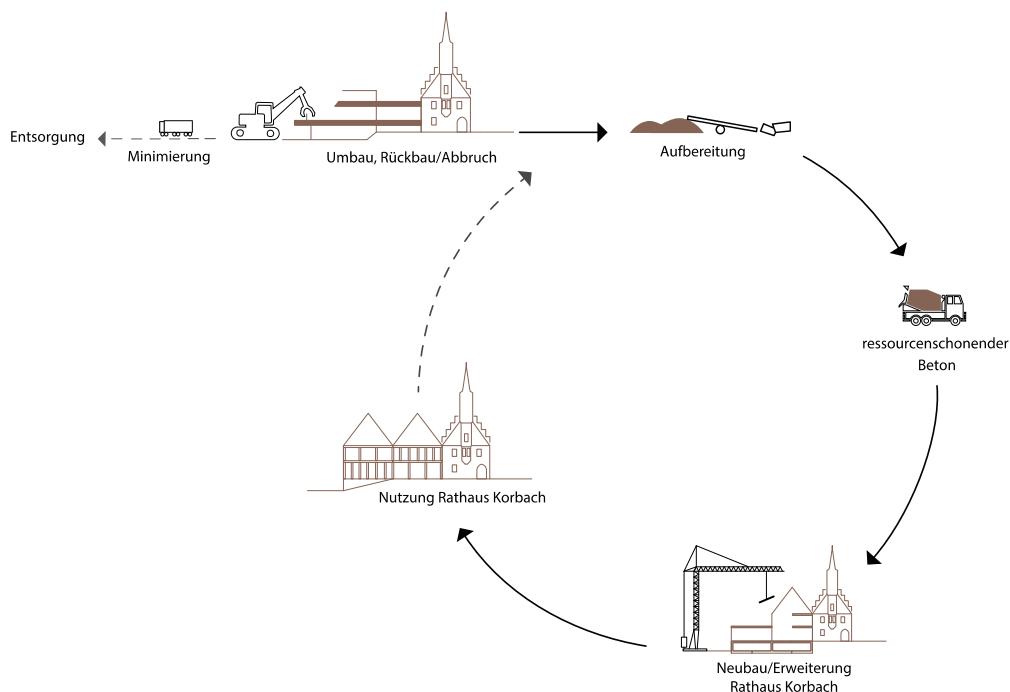 Entsorgung
Minimierung
Umbau, Rückbau/Abbruch
Aufbereitung
ressourcenschonender
Beton
Nutzung Rathaus Korbach
Neubau/Erweiterung
Rathaus Korbach